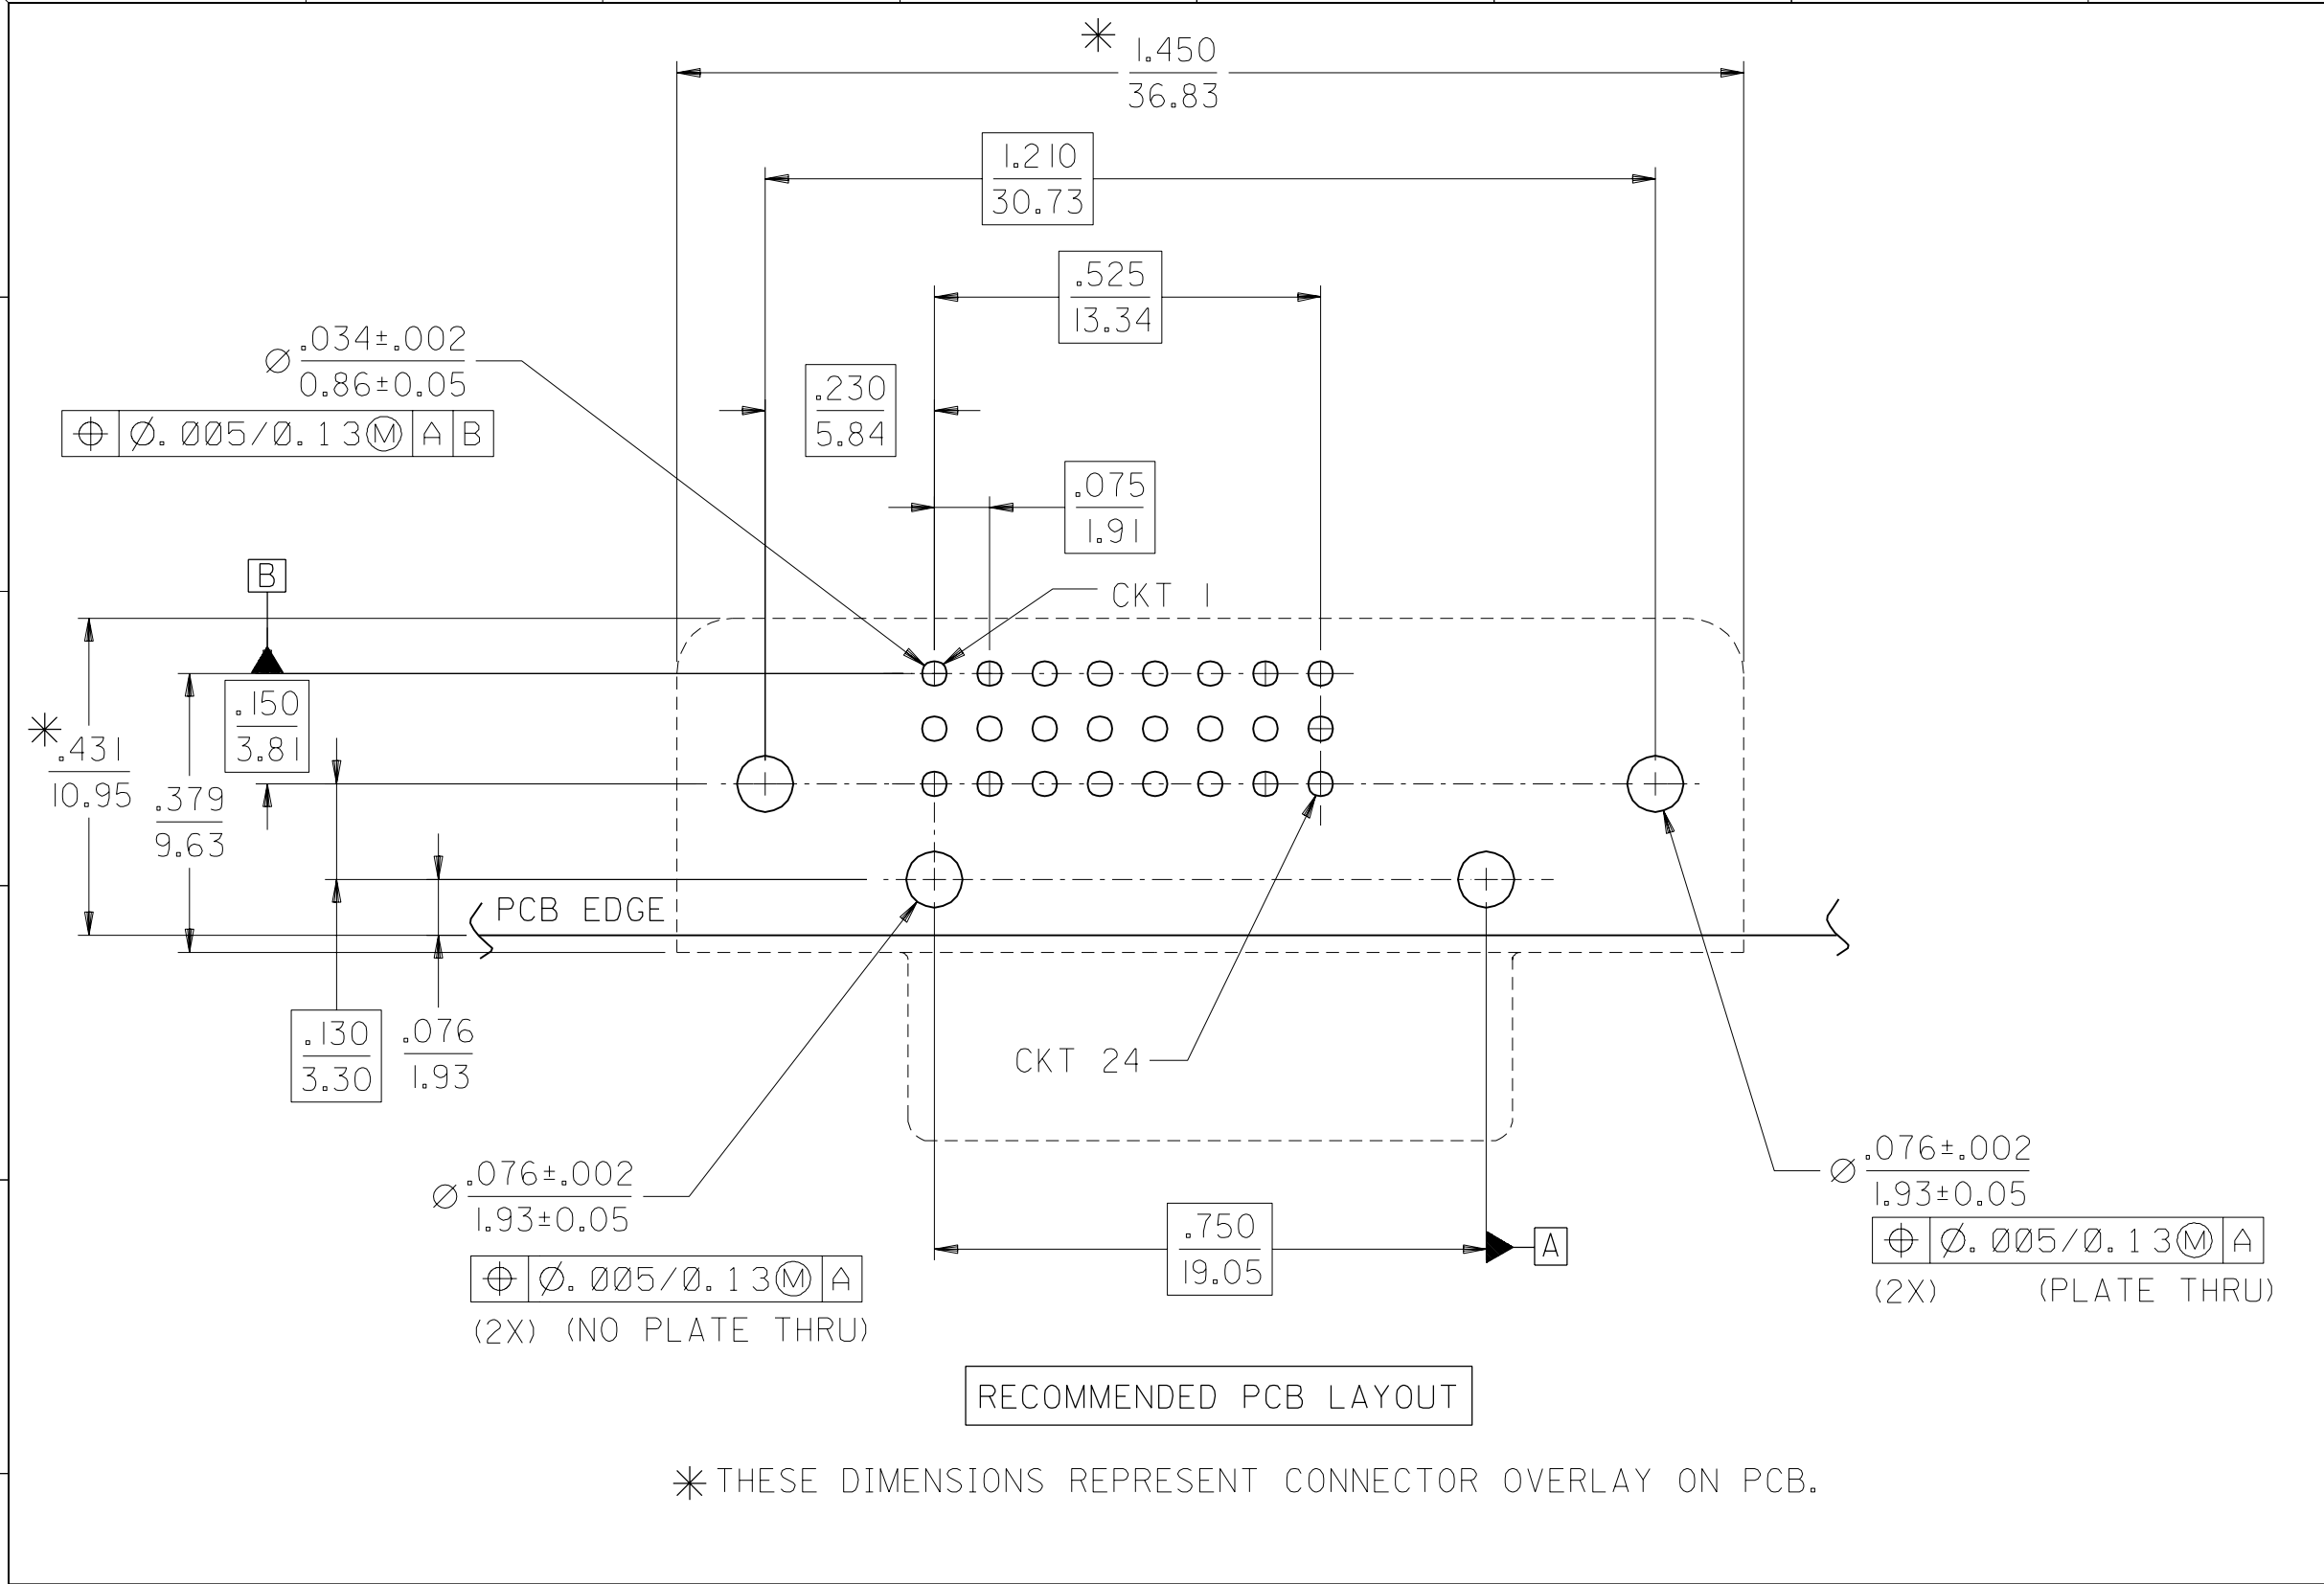 * 1.450
36.83
1.210
30.73
.525
13.34
⌀ .034±.002
0.86±0.05
⌖ Ø.005/0.13Ⓜ A B
.230
5.84
.075
1.91
B
CKT 1
.150
3.81
* .431
10.95
.379
9.63
PCB EDGE
.130
3.30
.076
1.93
CKT 24
⌀ .076±.002
1.93±0.05
⌖ Ø.005/0.13Ⓜ A
(2X) (NO PLATE THRU)
.750
19.05
A
⌀ .076±.002
1.93±0.05
⌖ Ø.005/0.13Ⓜ A
(2X) (PLATE THRU)
RECOMMENDED PCB LAYOUT
* THESE DIMENSIONS REPRESENT CONNECTOR OVERLAY ON PCB.